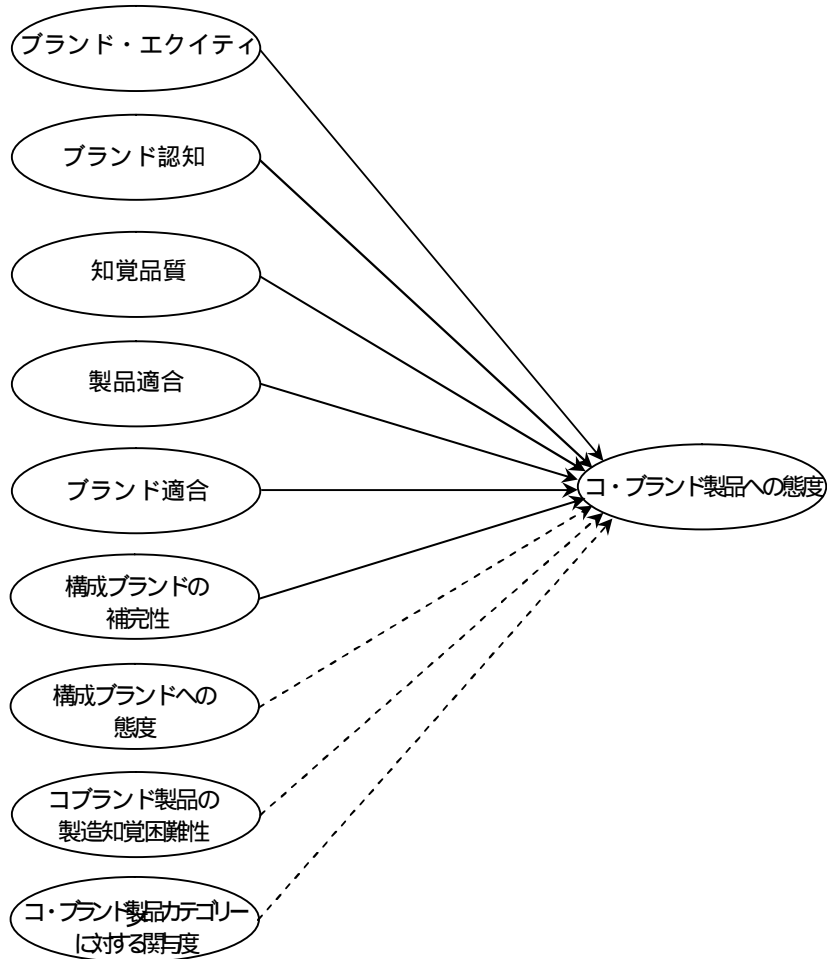 ブランド・エクイティ
ブランド認知
知覚品質
製品適合
ブランド適合
コ・ブランド製品への態度
構成ブランドの
補完性
構成ブランドへの
態度
コブランド製品の
製造知覚困難性
コ・ブランド製品カテゴリー
に対する関与度